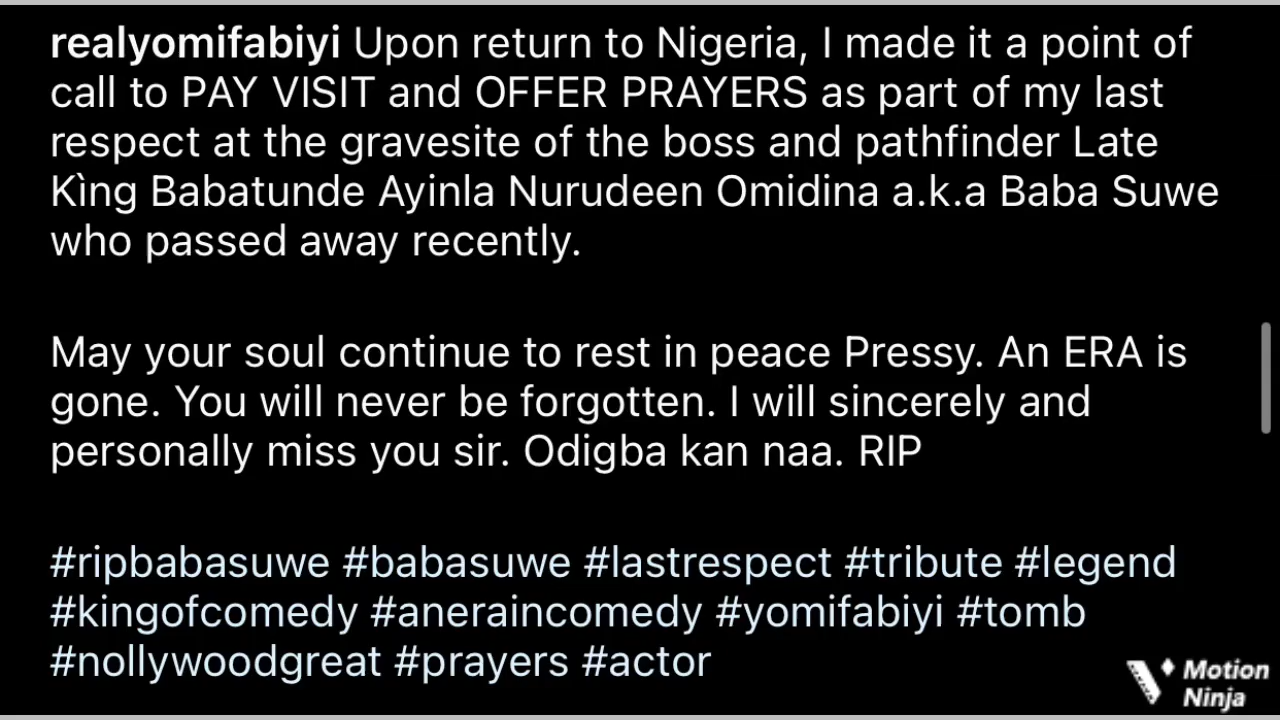 realyomifabiyi Upon return to Nigeria, I made it a point of
call to PAY VISIT and OFFER PRAYERS as part of my last
respect at the gravesite of the boss and pathfinder Late
Kìng Babatunde Ayinla Nurudeen Omidina a.k.a Baba Suwe
who passed away recently.
May your soul continue to rest in peace Pressy. An ERA is
gone. You will never be forgotten. I will sincerely and
personally miss you sir. Odigba kan naa. RIP
#ripbabasuwe #babasuwe #lastrespect #tribute #legend
#kingofcomedy #aneraincomedy #yomifabiyi #tomb
#nollywoodgreat #prayers #actor
Motion
Ninja